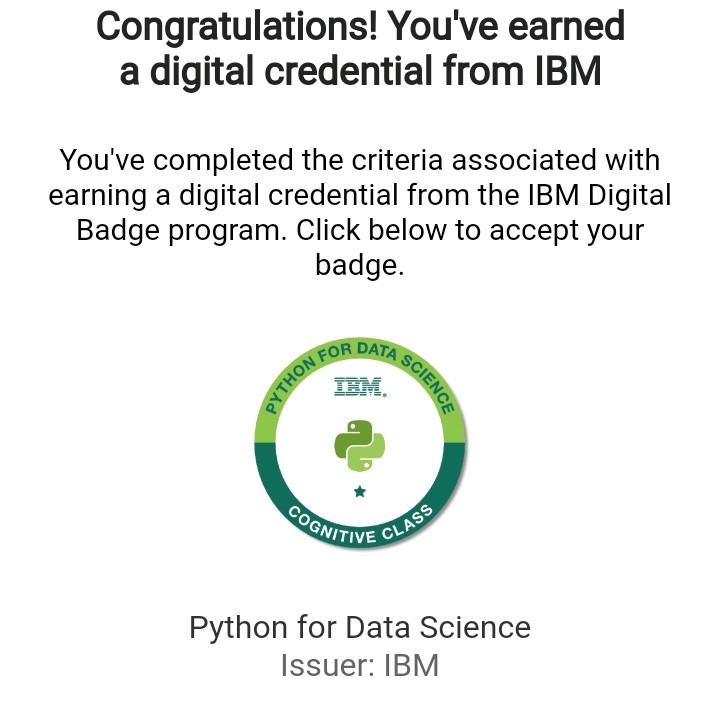 Congratulations! You've earned
a digital credential from IBM
You've completed the criteria associated with
earning a digital credential from the IBM Digital
Badge program. Click below to accept your
badge.
PYTHON FOR DATA SCIENCE
IBM®
COGNITIVE CLASS
Python for Data Science
Issuer: IBM